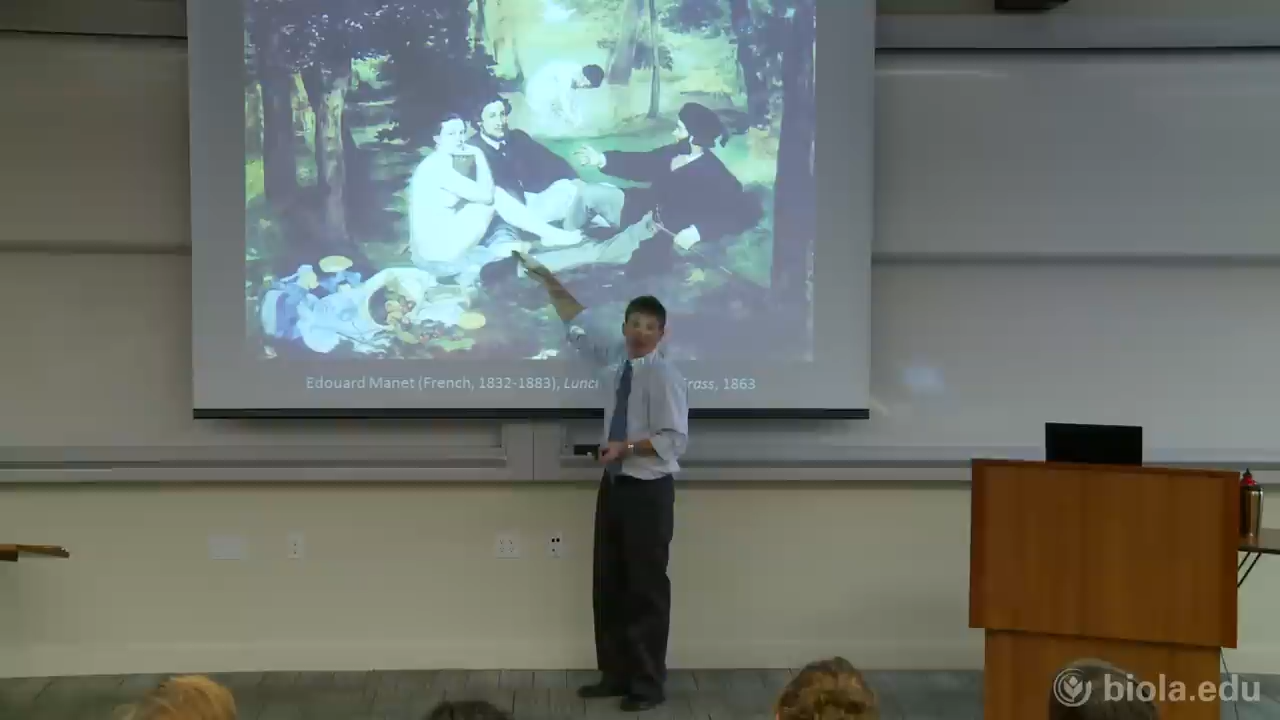 Edouard Manet (French, 1832-1883), Lunc Grass, 1863
biola.edu